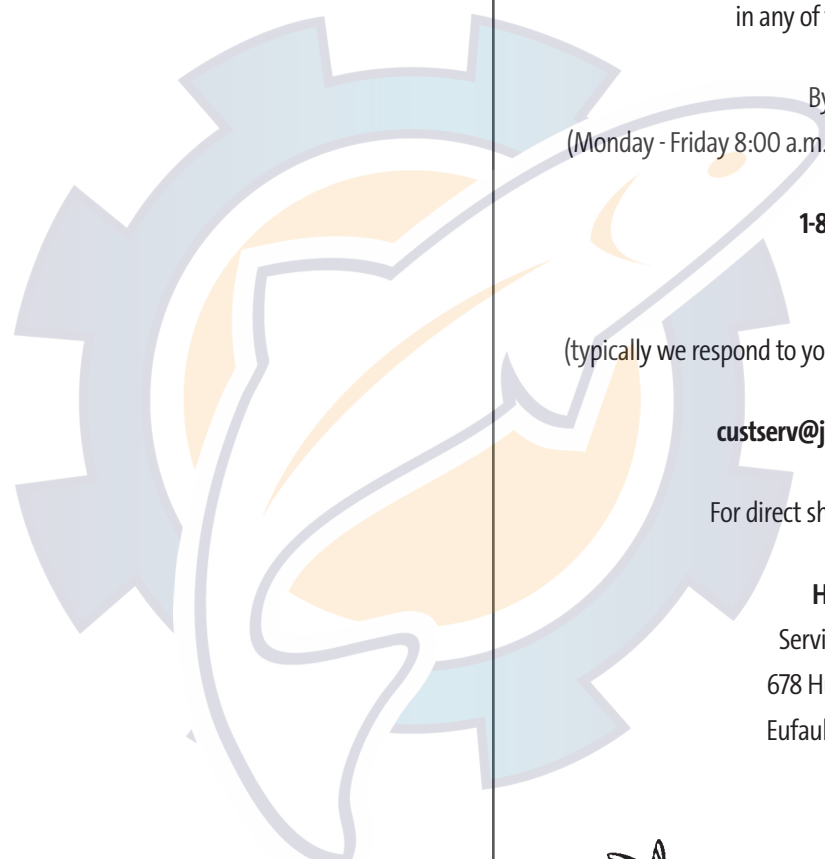 in any of
By
(Monday - Friday 8:00 a.m.
1-8
(typically we respond to yo
custserv@j
For direct sh
H
Servi
678 H
Eufaul